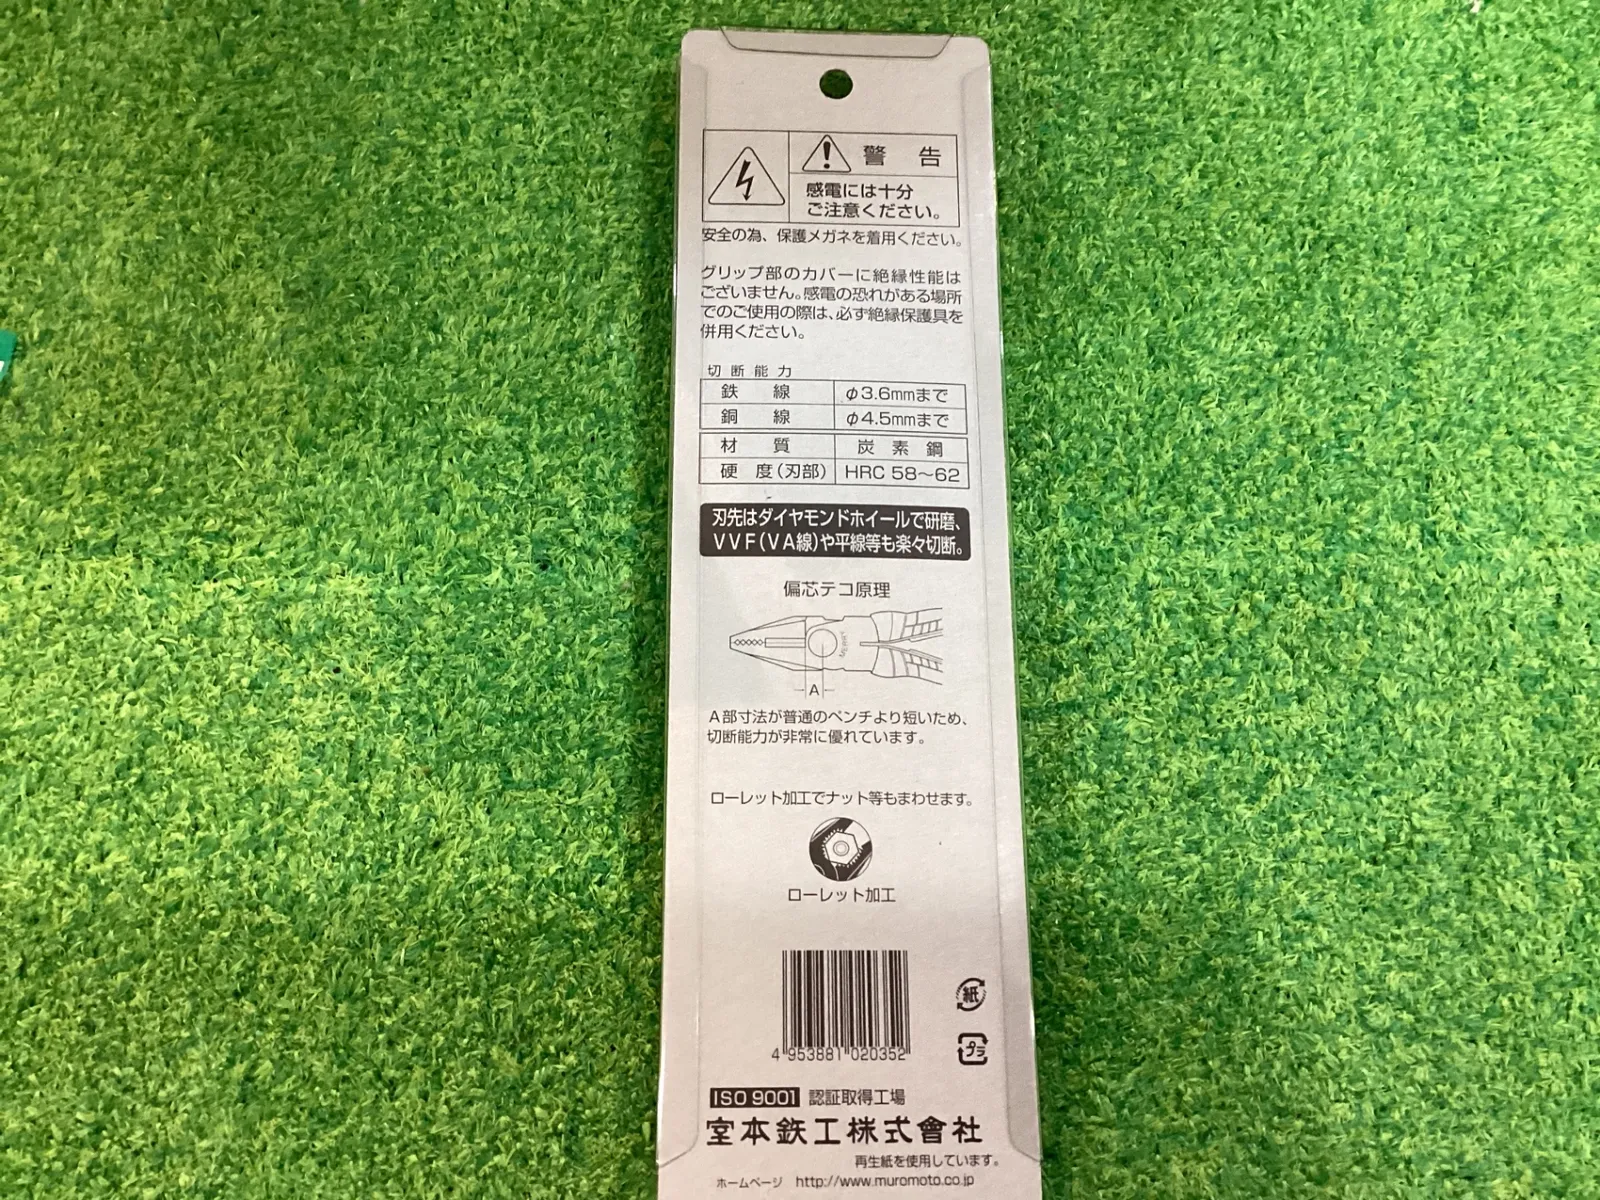 警 告
感電には十分
ご注意ください。
安全の為、保護メガネを着用ください。
グリップ部のカバーに絶縁性能は
ございません。感電の恐れがある場所
でのご使用の際は、必ず絶縁保護具を
併用ください。
切断能力
鉄 線 φ3.6mmまで
銅 線 φ4.5mmまで
材 質 炭素鋼
硬 度(刃部) HRC 58～62
刃先はダイヤモンドホイールで研磨、
VVF(VA線)や平線等も楽々切断。
偏芯テコ原理
MERRY
A
A部寸法が普通のペンチより短いため、
切断能力が非常に優れています。
ローレット加工でナット等もまわせます。
ローレット加工
紙
プラ
4 953881 020352
ISO 9001 認証取得工場
室本鉄工株式會社
再生紙を使用しています。
ホームページ http://www.muromoto.co.jp